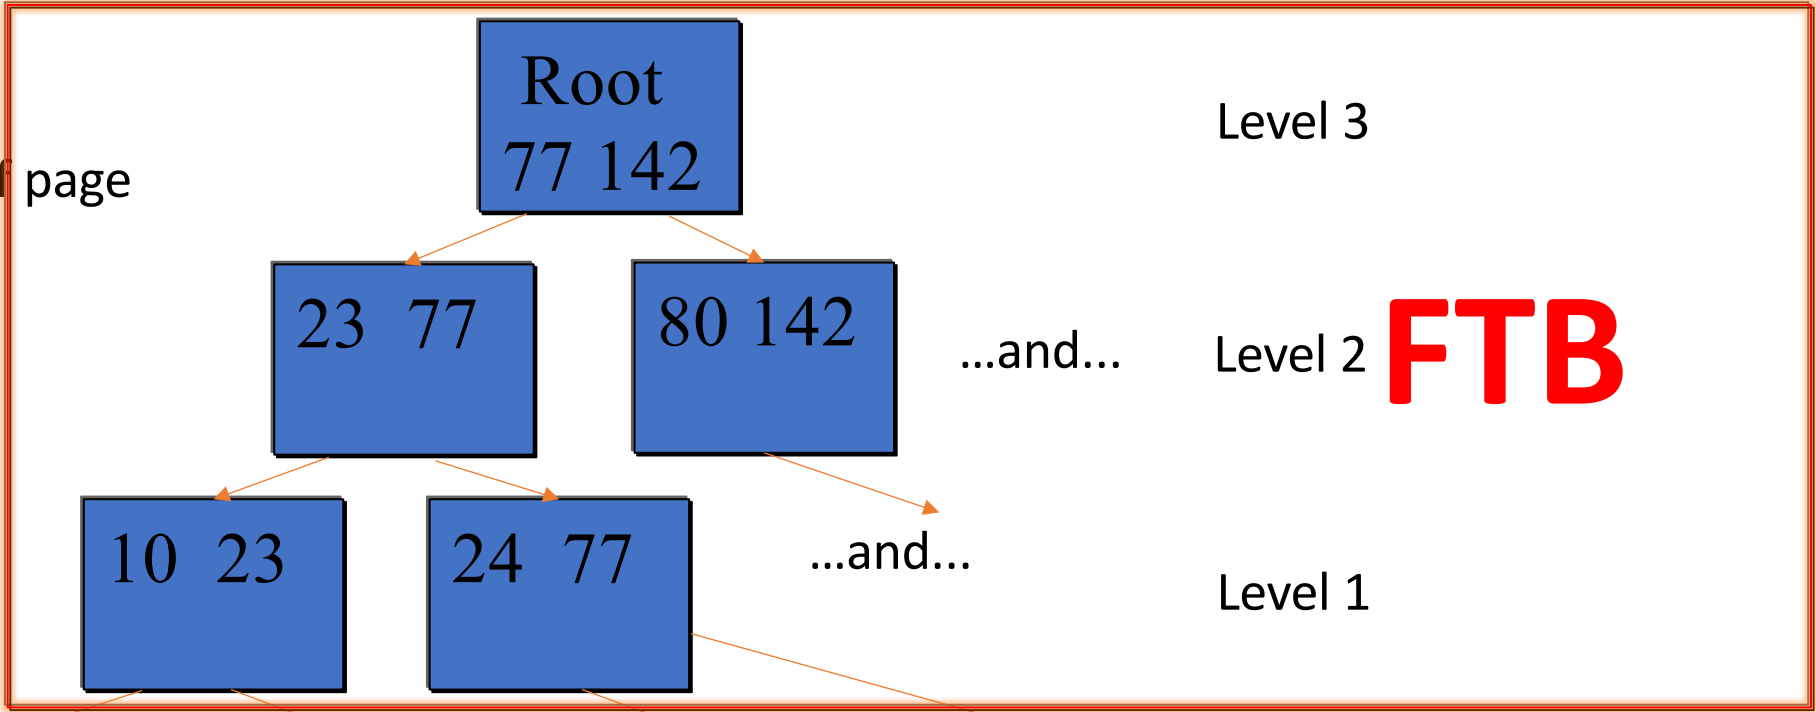 Root
77 142
Level 3
page
23 77
80 142
...and...
Level 2
FTB
10 23
24 77
...and...
Level 1